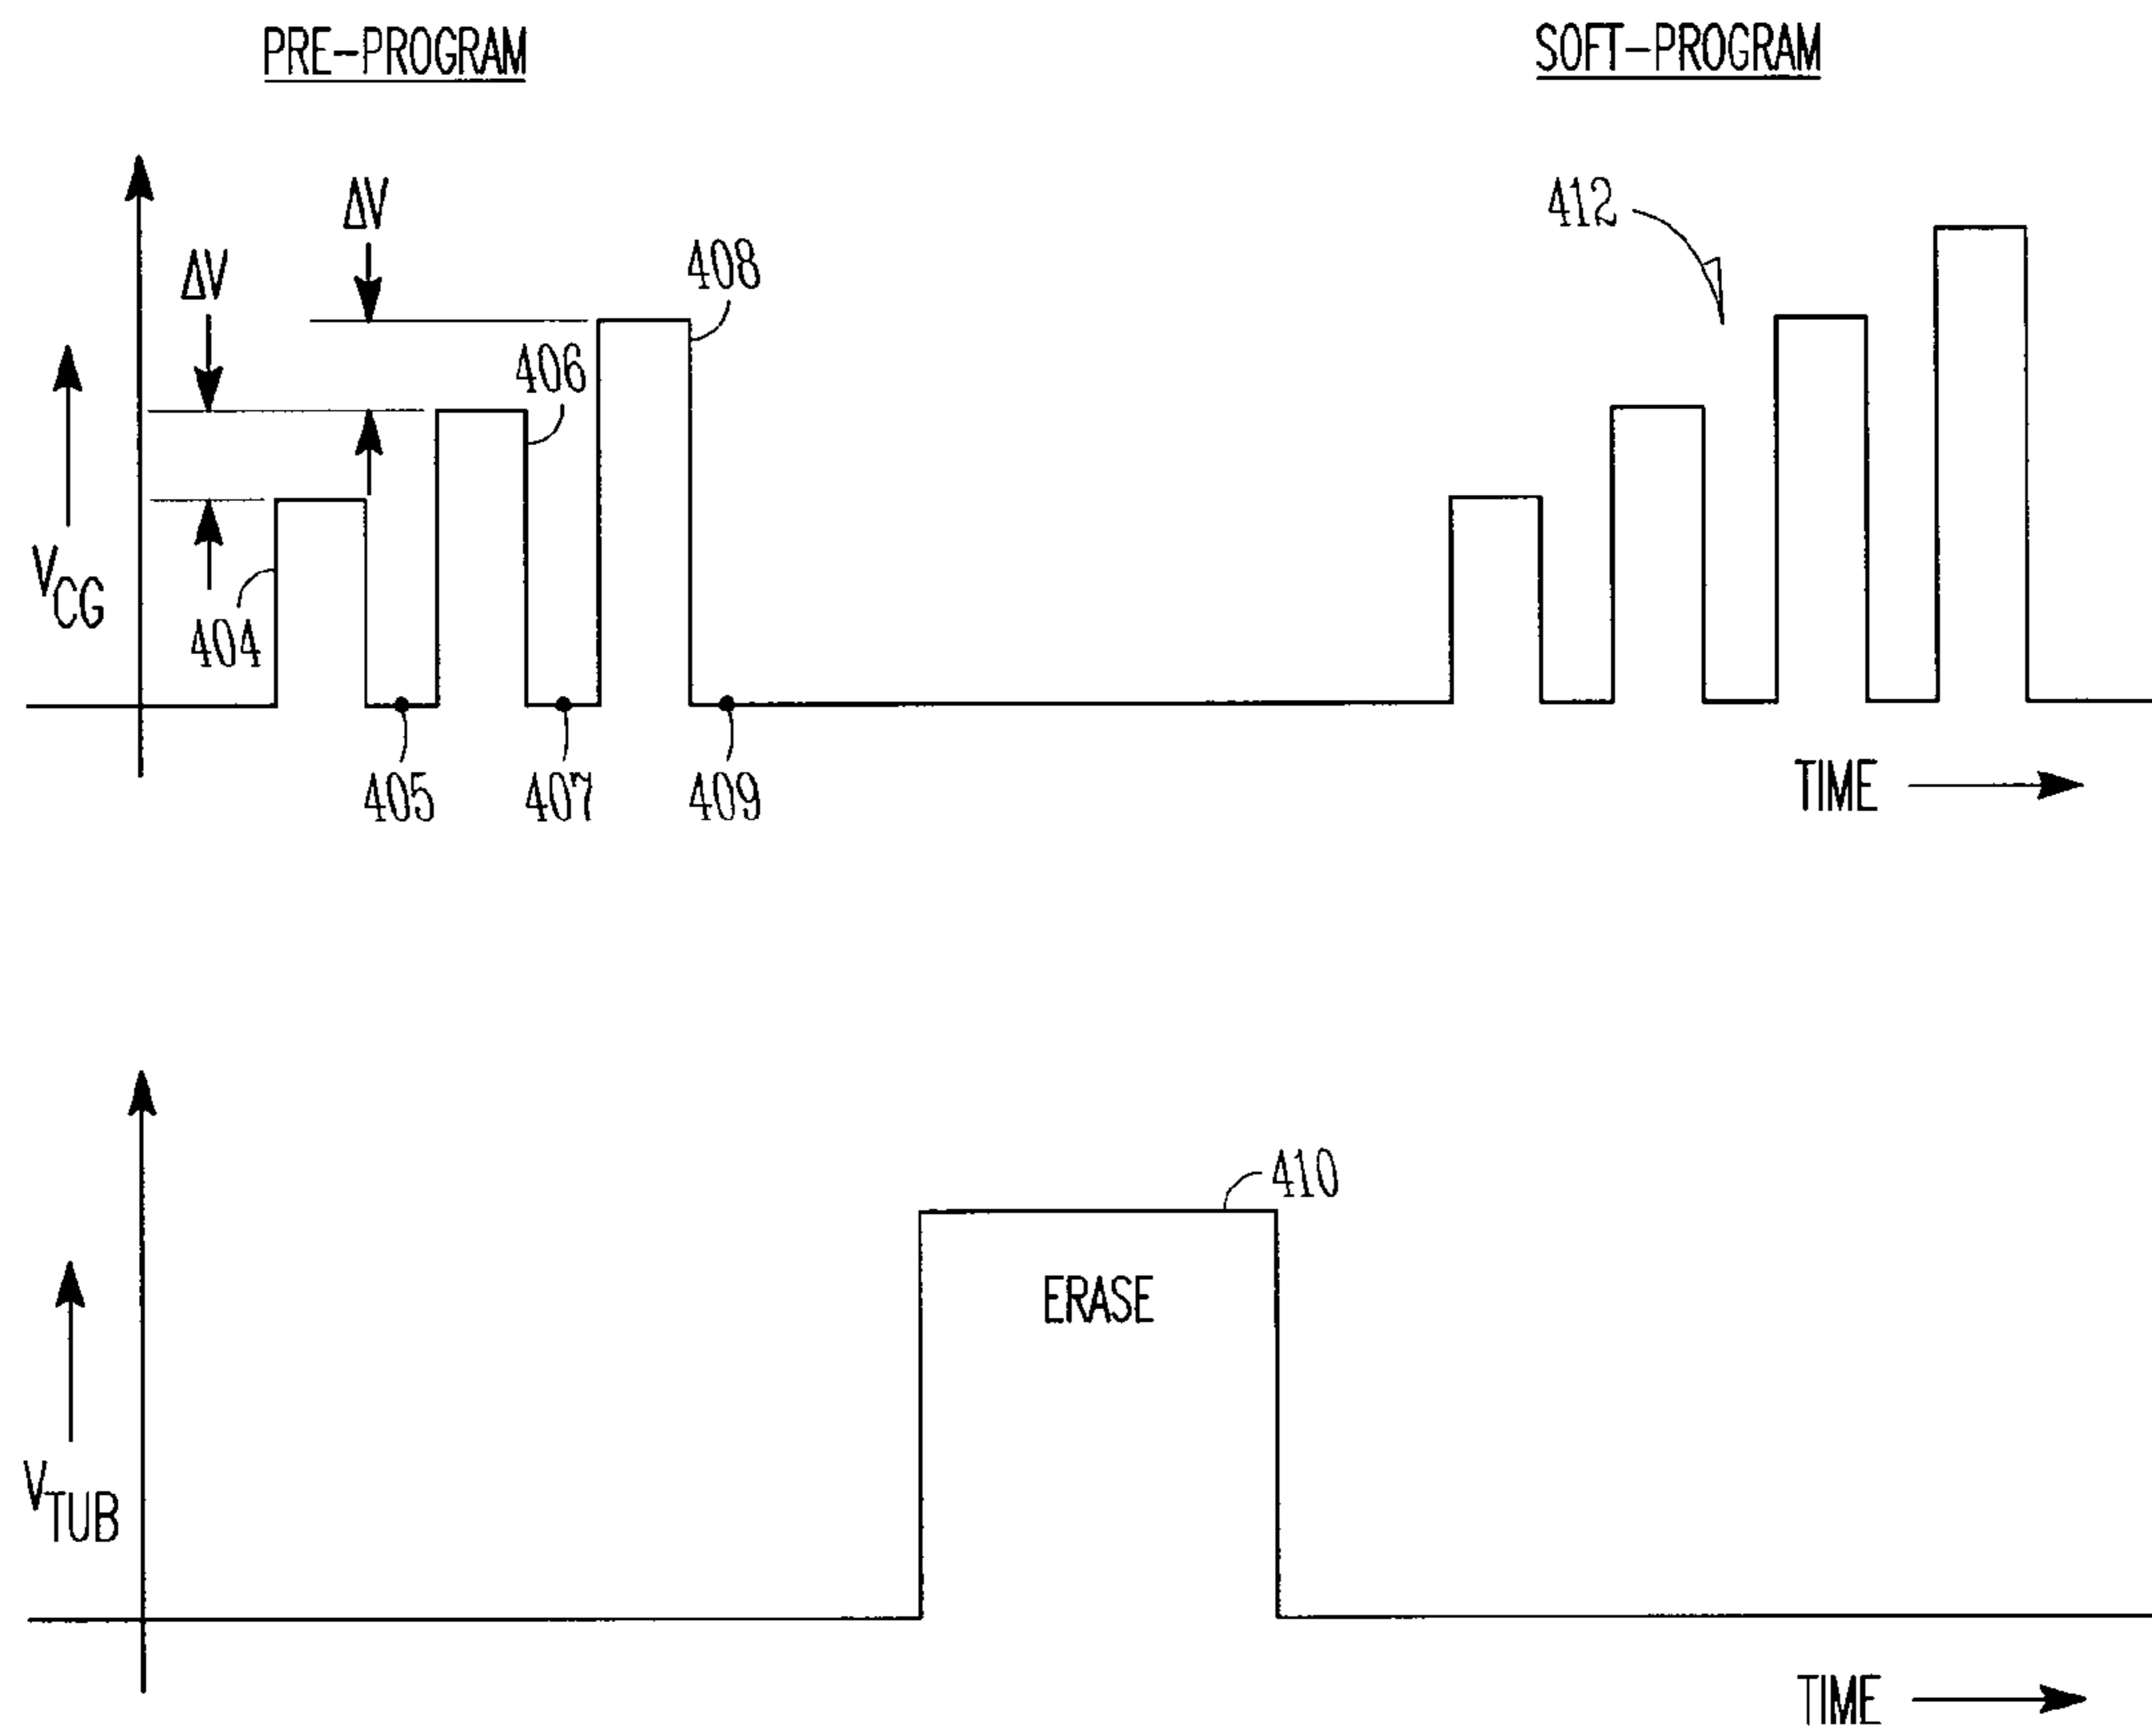 PRE-PROGRAM
SOFT-PROGRAM
ΔV
ΔV
412
408
406
V_CG
404
405
407
409
TIME
410
ERASE
V_TUB
TIME